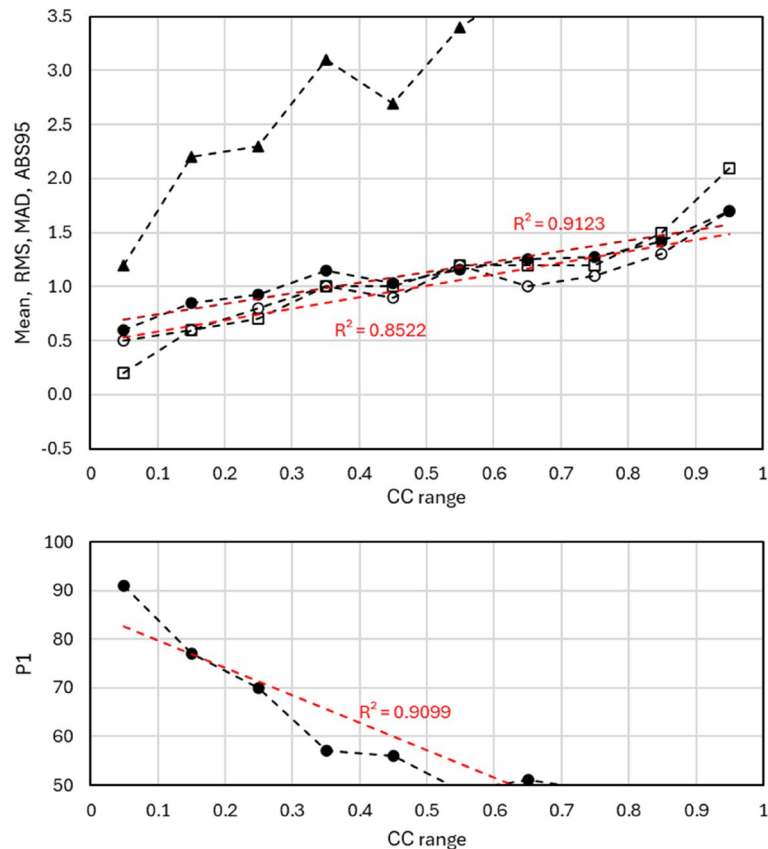 Mean, RMS, MAD, ABS95
3.5
3.0
2.5
2.0
1.5
1.0
0.5
0.0
-0.5
R² = 0.9123
R² = 0.8522
0 0.1 0.2 0.3 0.4 0.5 0.6 0.7 0.8 0.9 1
CC range
P1
100
90
80
70
60
50
R² = 0.9099
0 0.1 0.2 0.3 0.4 0.5 0.6 0.7 0.8 0.9 1
CC range